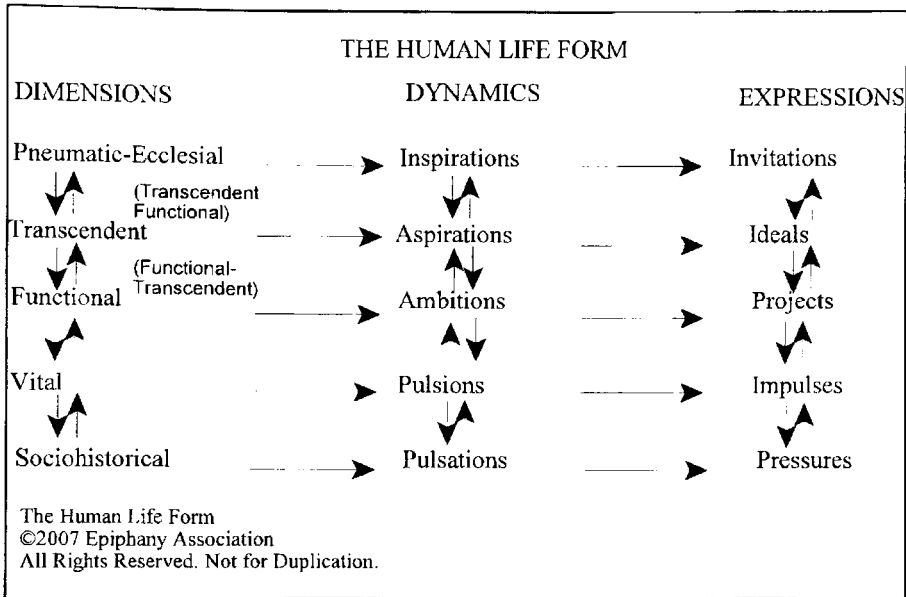 THE HUMAN LIFE FORM
DIMENSIONS DYNAMICS EXPRESSIONS
Pneumatic-Ecclesial Inspirations Invitations
(Transcendent
Functional)
Transcendent Aspirations Ideals
(Functional-
Transcendent)
Functional Ambitions Projects
Vital Pulsions Impulses
Sociohistorical Pulsations Pressures
The Human Life Form
©2007 Epiphany Association
All Rights Reserved. Not for Duplication.